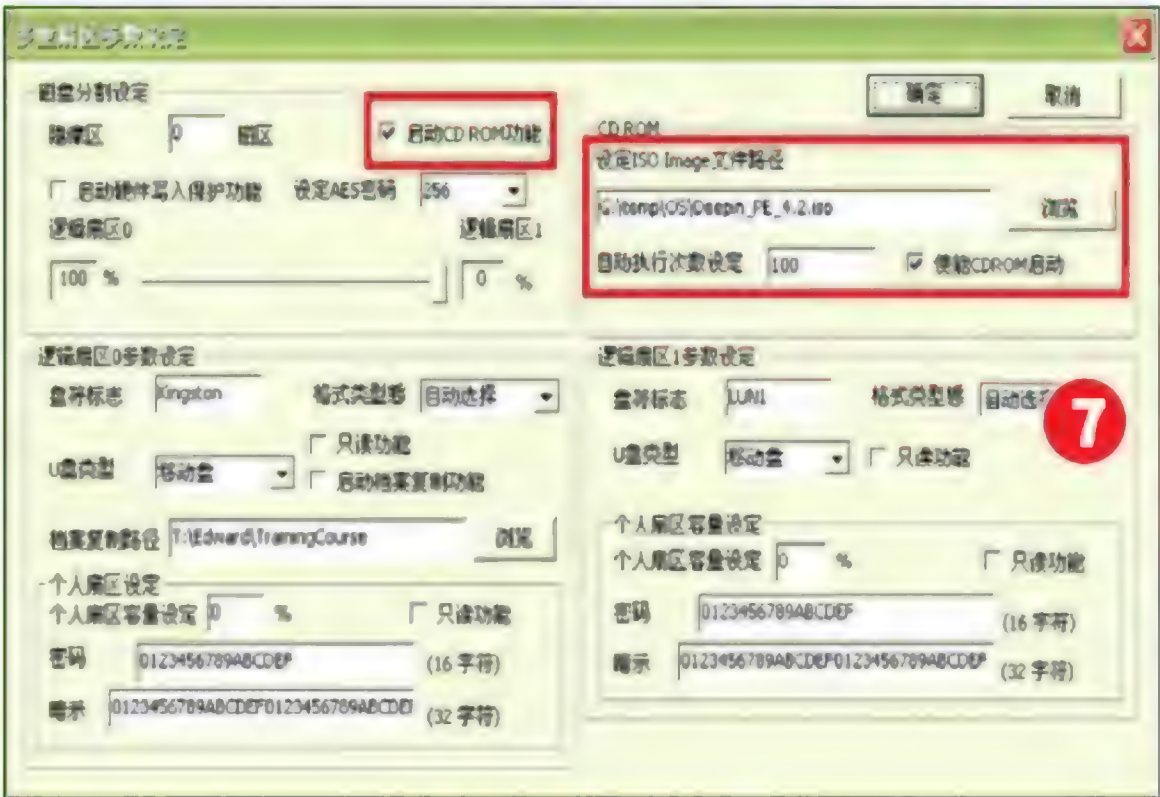 多重扇区参数设定
磁盘分割设定
隐藏区 0 磁区
启动CD ROM功能
确定
取消
启动硬件写入保护功能
设定AES密码 256
逻辑扇区0
逻辑扇区1
100 %
0 %
CD ROM
设定ISO Image文件路径
G:\temp\OS\Deepin_PE_4.2.iso
浏览
自动执行次数设定 100
使能CDROM启动
逻辑扇区0参数设定
盘符标志 Kingston
格式类型态 自动选择
只读功能
U盘类型 移动盘
启动档案复制功能
档案复制路径 T:\Edward\TrainingCourse
浏览
个人扇区设定
个人扇区容量设定 0 %
只读功能
密码 0123456789ABCDEF (16 字符)
暗示 0123456789ABCDEF0123456789ABCDEF (32 字符)
逻辑扇区1参数设定
盘符标志 LUN1
格式类型态 自动选
7
U盘类型 移动盘
只读功能
个人扇区容量设定
个人扇区容量设定 0 %
只读功能
密码 0123456789ABCDEF (16 字符)
暗示 0123456789ABCDEF0123456789ABCDEF (32 字符)